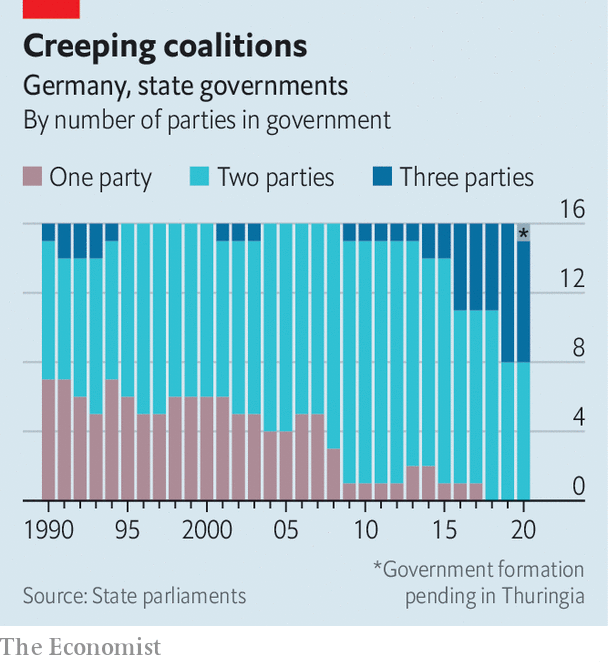 Creeping coalitions
Germany, state governments
By number of parties in government
One party Two parties Three parties
16
*
12
8
4
0
1990 95 2000 05 10 15 20
*Government formation
pending in Thuringia
Source: State parliaments
The Economist